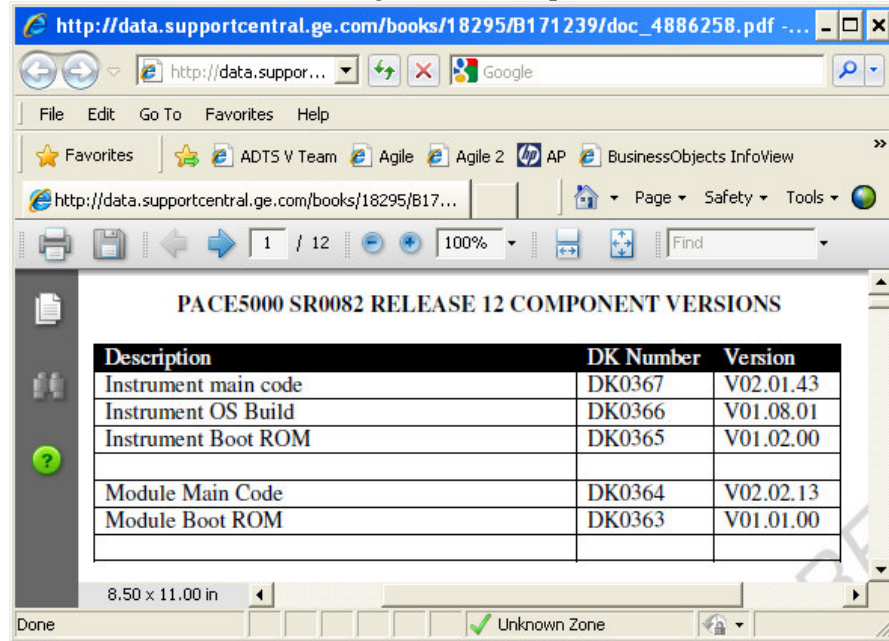 http://data.supportcentral.ge.com/books/18295/B171239/doc_4886258.pdf -...
http://data.suppor... Google
File Edit Go To Favorites Help
Favorites ADTS V Team Agile Agile 2 hp AP BusinessObjects InfoView »
http://data.supportcentral.ge.com/books/18295/B17... Page Safety Tools
1 / 12 100% Find
PACE5000 SR0082 RELEASE 12 COMPONENT VERSIONS
Description DK Number Version
Instrument main code DK0367 V02.01.43
Instrument OS Build DK0366 V01.08.01
Instrument Boot ROM DK0365 V01.02.00
Module Main Code DK0364 V02.02.13
Module Boot ROM DK0363 V01.01.00
8.50 x 11.00 in
Done Unknown Zone